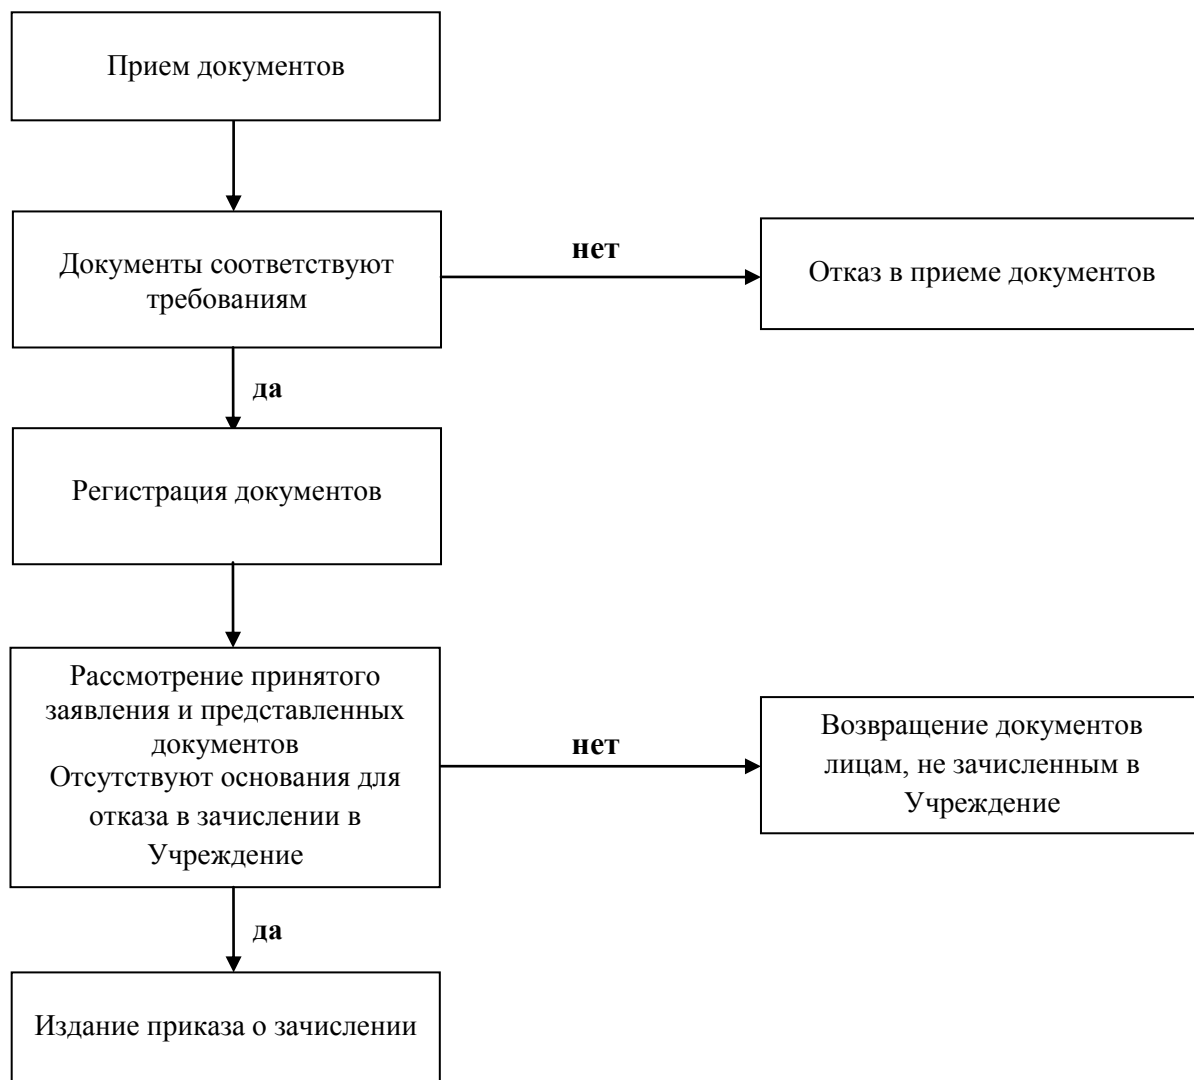 Прием документов
Документы соответствуют
требованиям
нет
Отказ в приеме документов
да
Регистрация документов
Рассмотрение принятого
заявления и представленных
документов
Отсутствуют основания для
отказа в зачислении в
Учреждение
нет
Возвращение документов
лицам, не зачисленным в
Учреждение
да
Издание приказа о зачислении